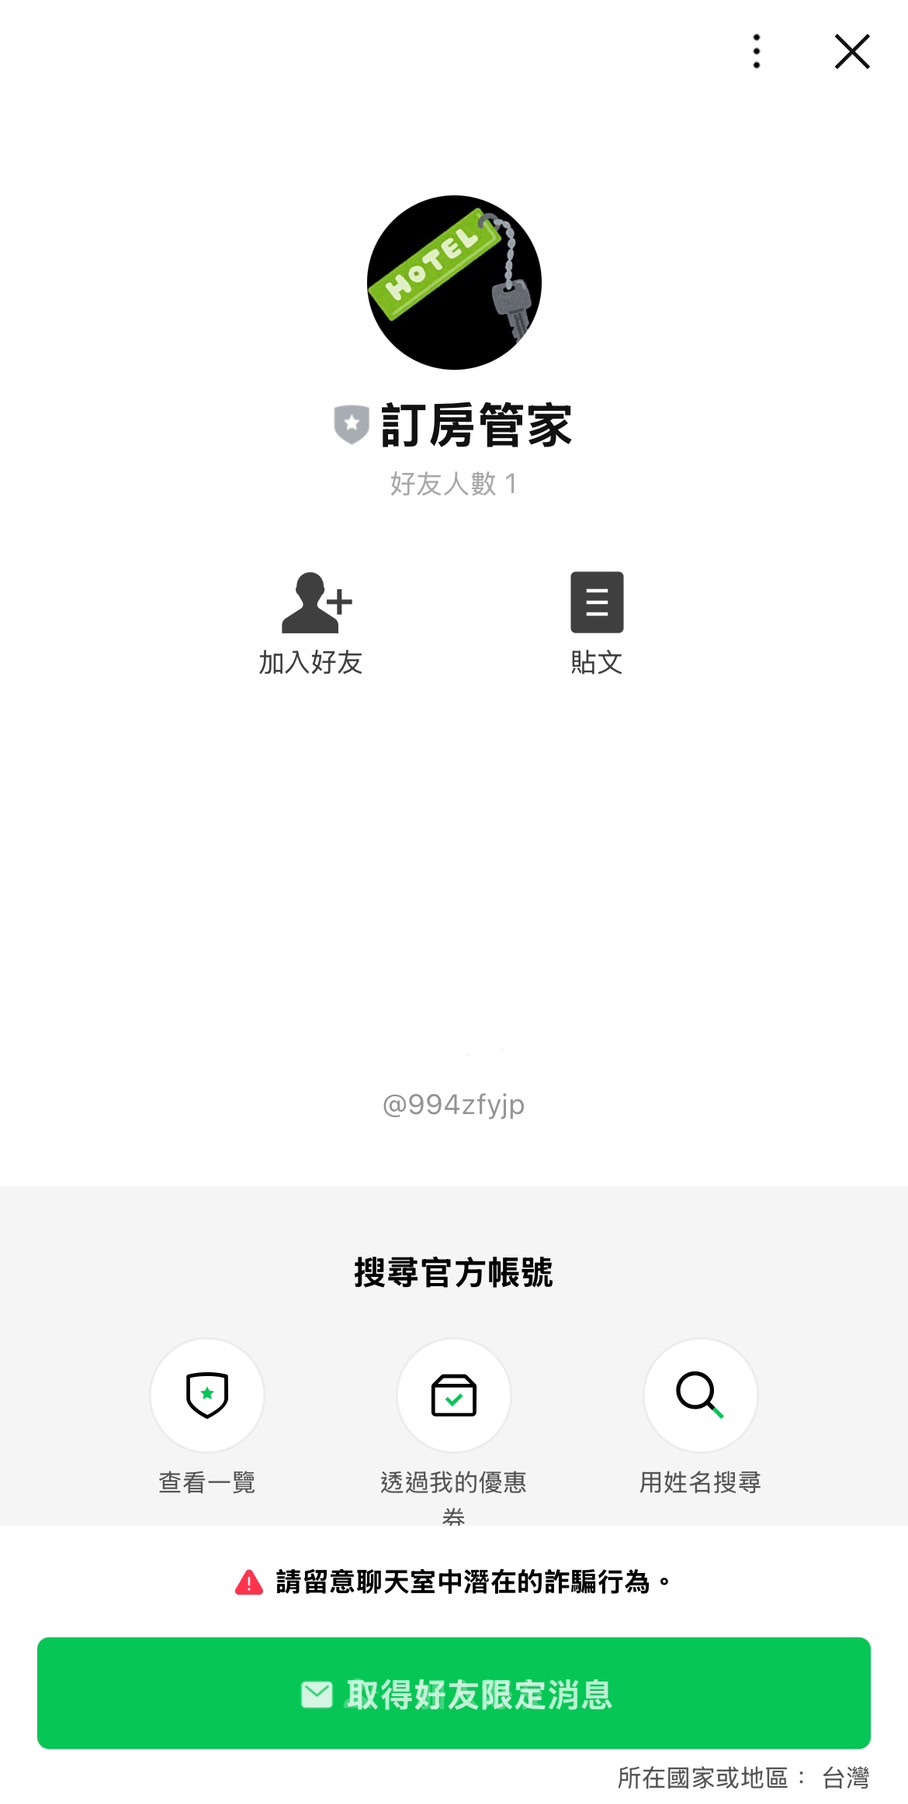 HOTEL
訂房管家
好友人數 1
加入好友
貼文
@994zfyjp
搜尋官方帳號
查看一覽
透過我的優惠
券
用姓名搜尋
請留意聊天室中潛在的詐騙行為。
取得好友限定消息
所在國家或地區： 台灣